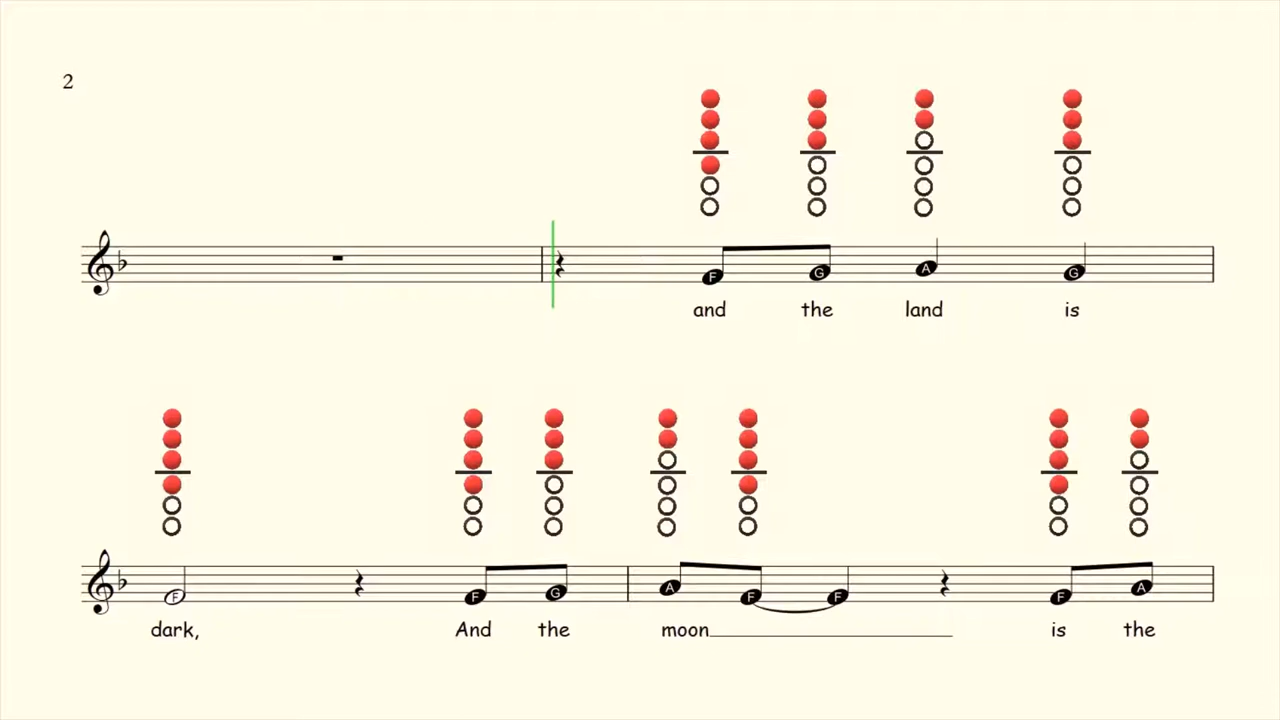 2
F G A G
and the land is
F F G A F F F A
dark, And the moon is the